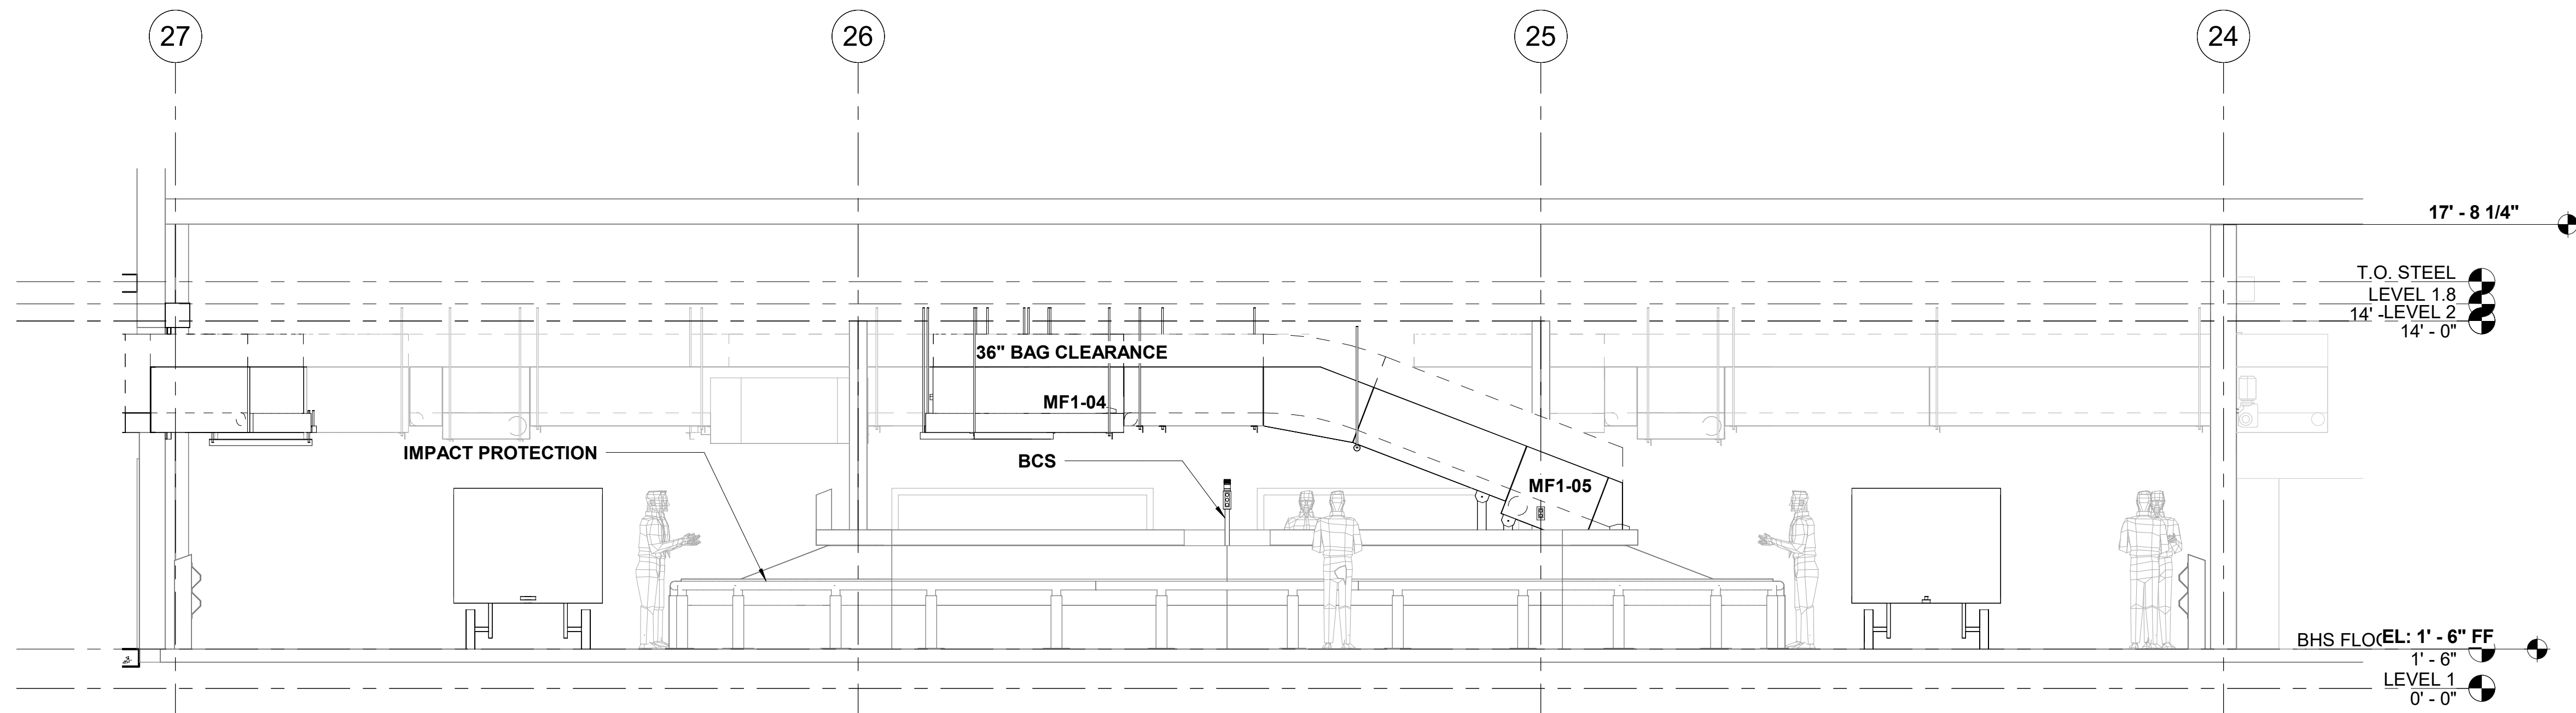 27
26
25
24
17' - 8 1/4"
T.O. STEEL
LEVEL 1.8
14' - LEVEL 2
14' - 0"
36" BAG CLEARANCE
MF1-04
IMPACT PROTECTION
BCS
MF1-05
BHS FLO
EL: 1' - 6" FF
1' - 6"
LEVEL 1
0' - 0"